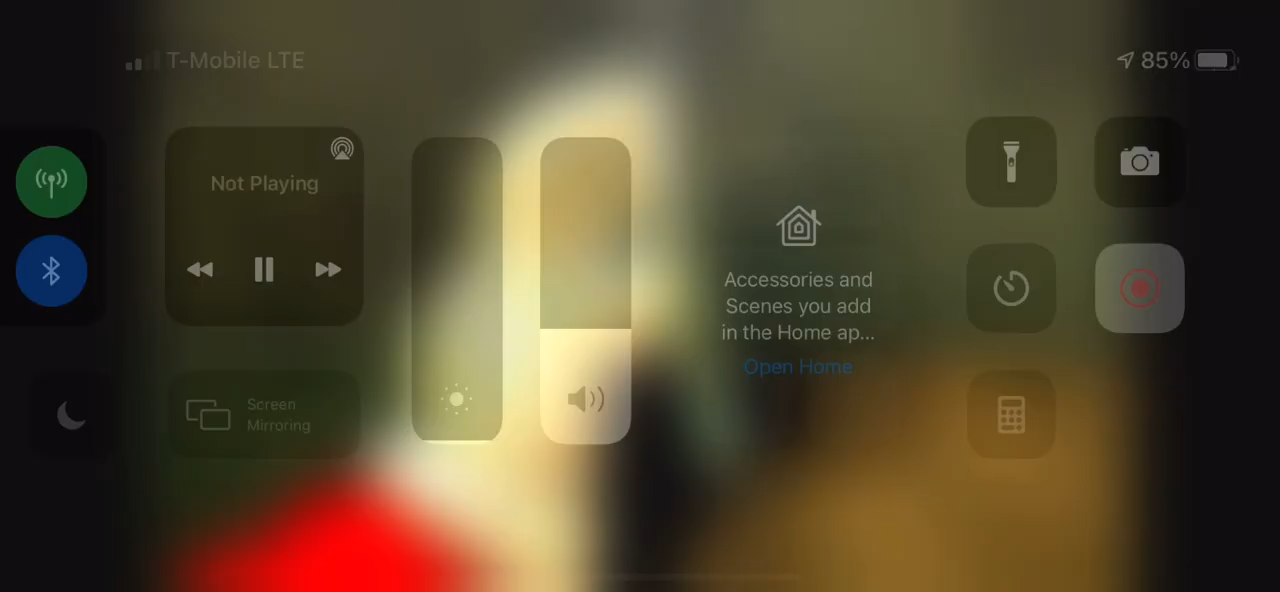 T-Mobile LTE
85%
Not Playing
Accessories and
Scenes you add
in the Home ap...
Open Home
Screen
Mirroring